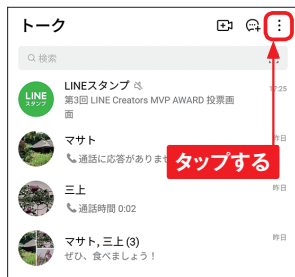 トーク
検索
LINEスタンプ
LINE
スタンプ
第3回 LINE Creators MVP AWARD 投票画
面
:25
マサト
昨日
通話に応答がありませ
タップする
三上
昨日
通話時間 0:02
マサト, 三上 (3)
昨日
ぜひ、食べましょう！